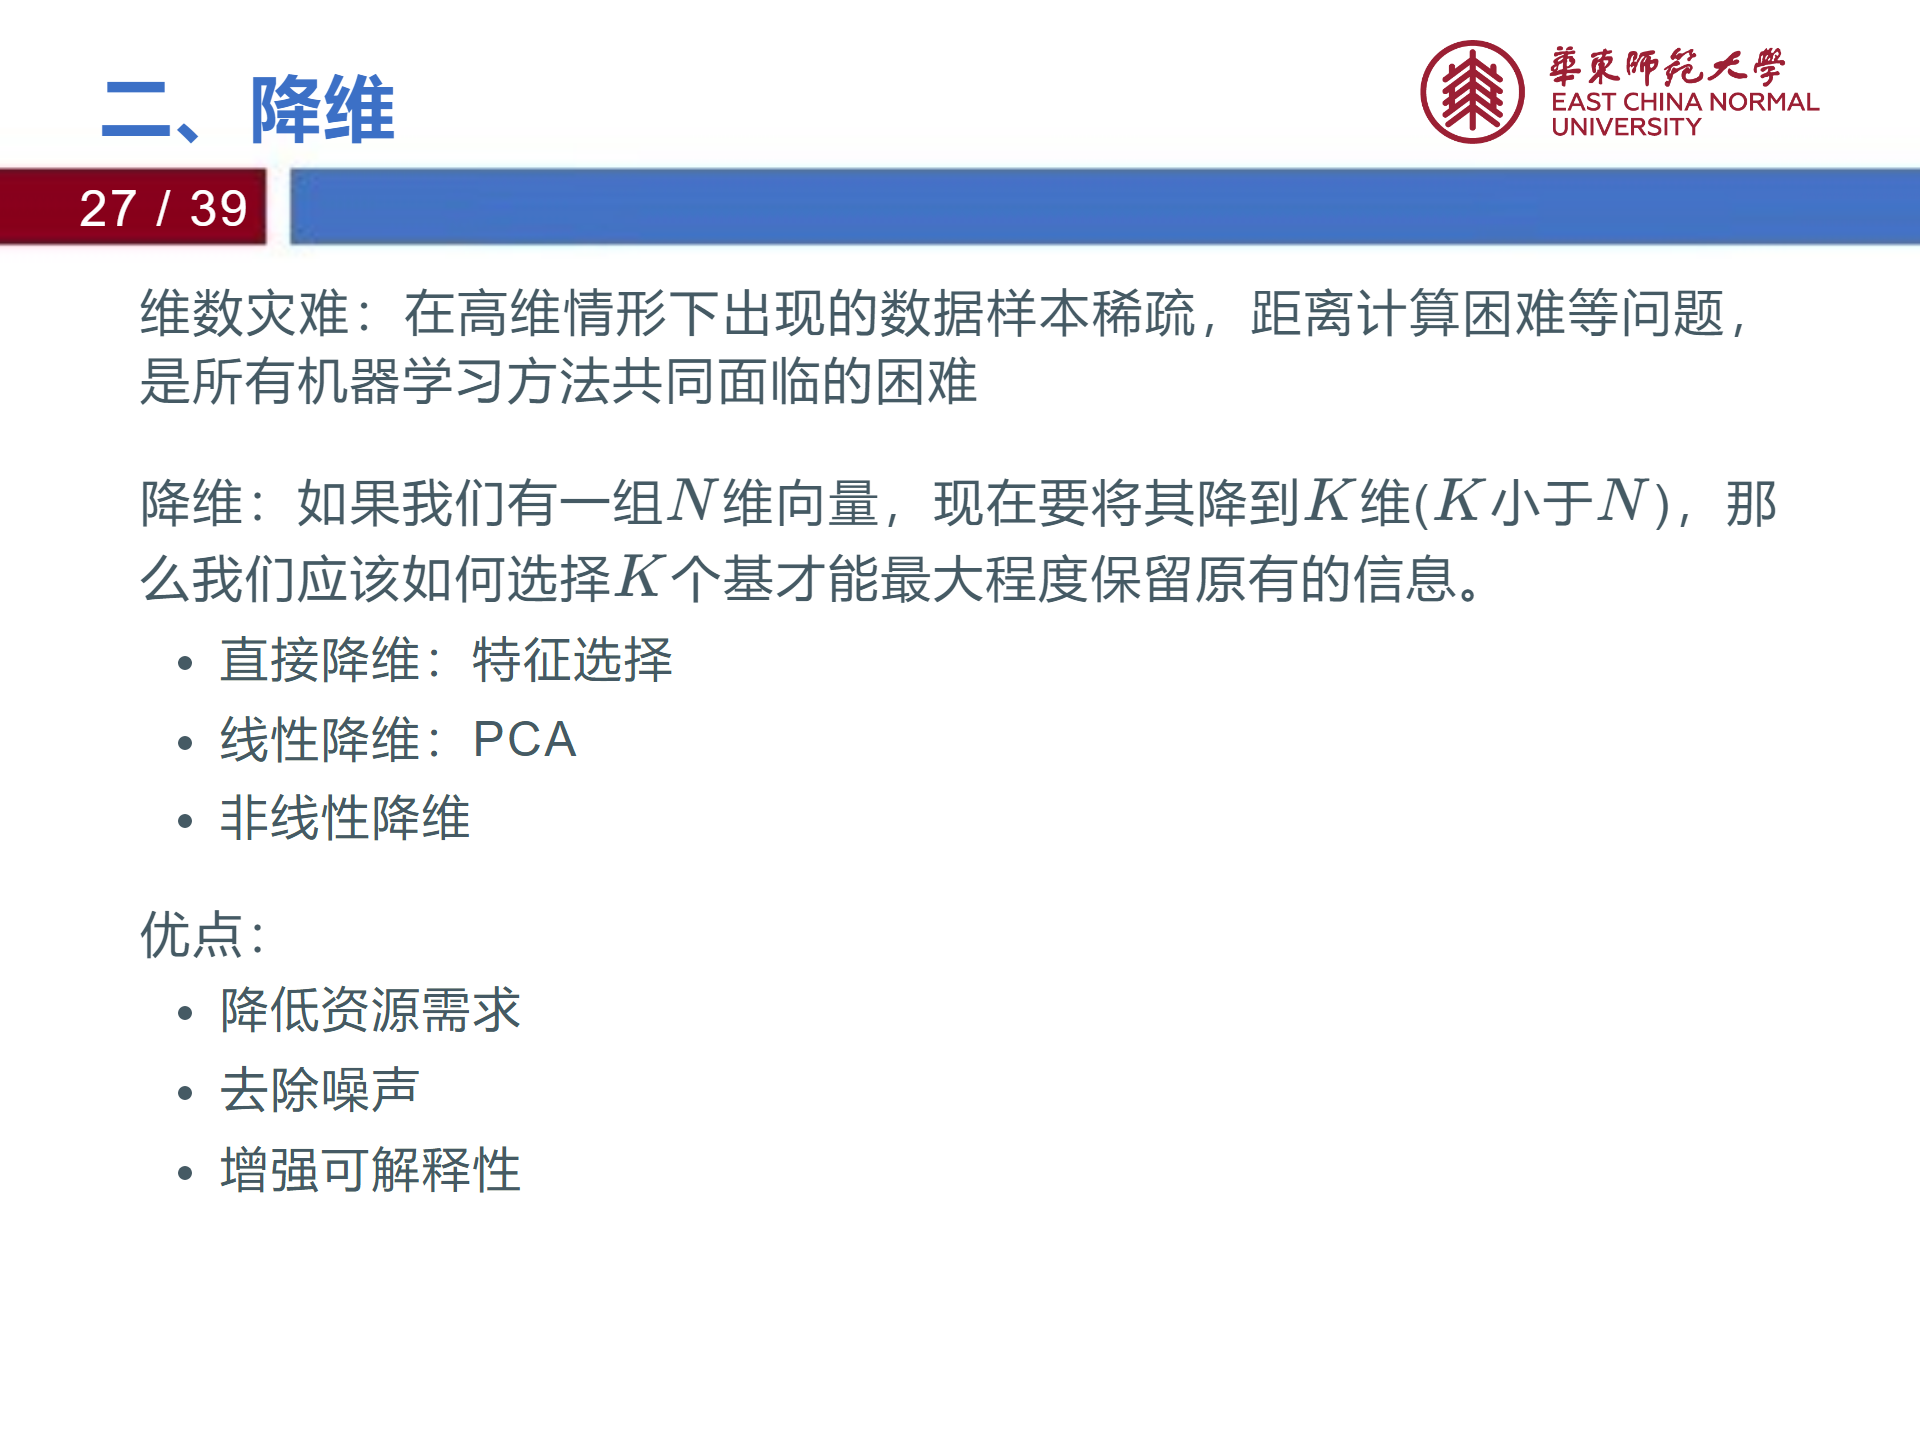 二、降维
華東师範大學
EAST CHINA NORMAL
UNIVERSITY
27 / 39
维数灾难：在高维情形下出现的数据样本稀疏，距离计算困难等问题，
是所有机器学习方法共同面临的困难
降维：如果我们有一组N维向量，现在要将其降到K维(K小于N)，那
么我们应该如何选择K个基才能最大程度保留原有的信息。
• 直接降维：特征选择
• 线性降维：PCA
• 非线性降维
优点：
• 降低资源需求
• 去除噪声
• 增强可解释性